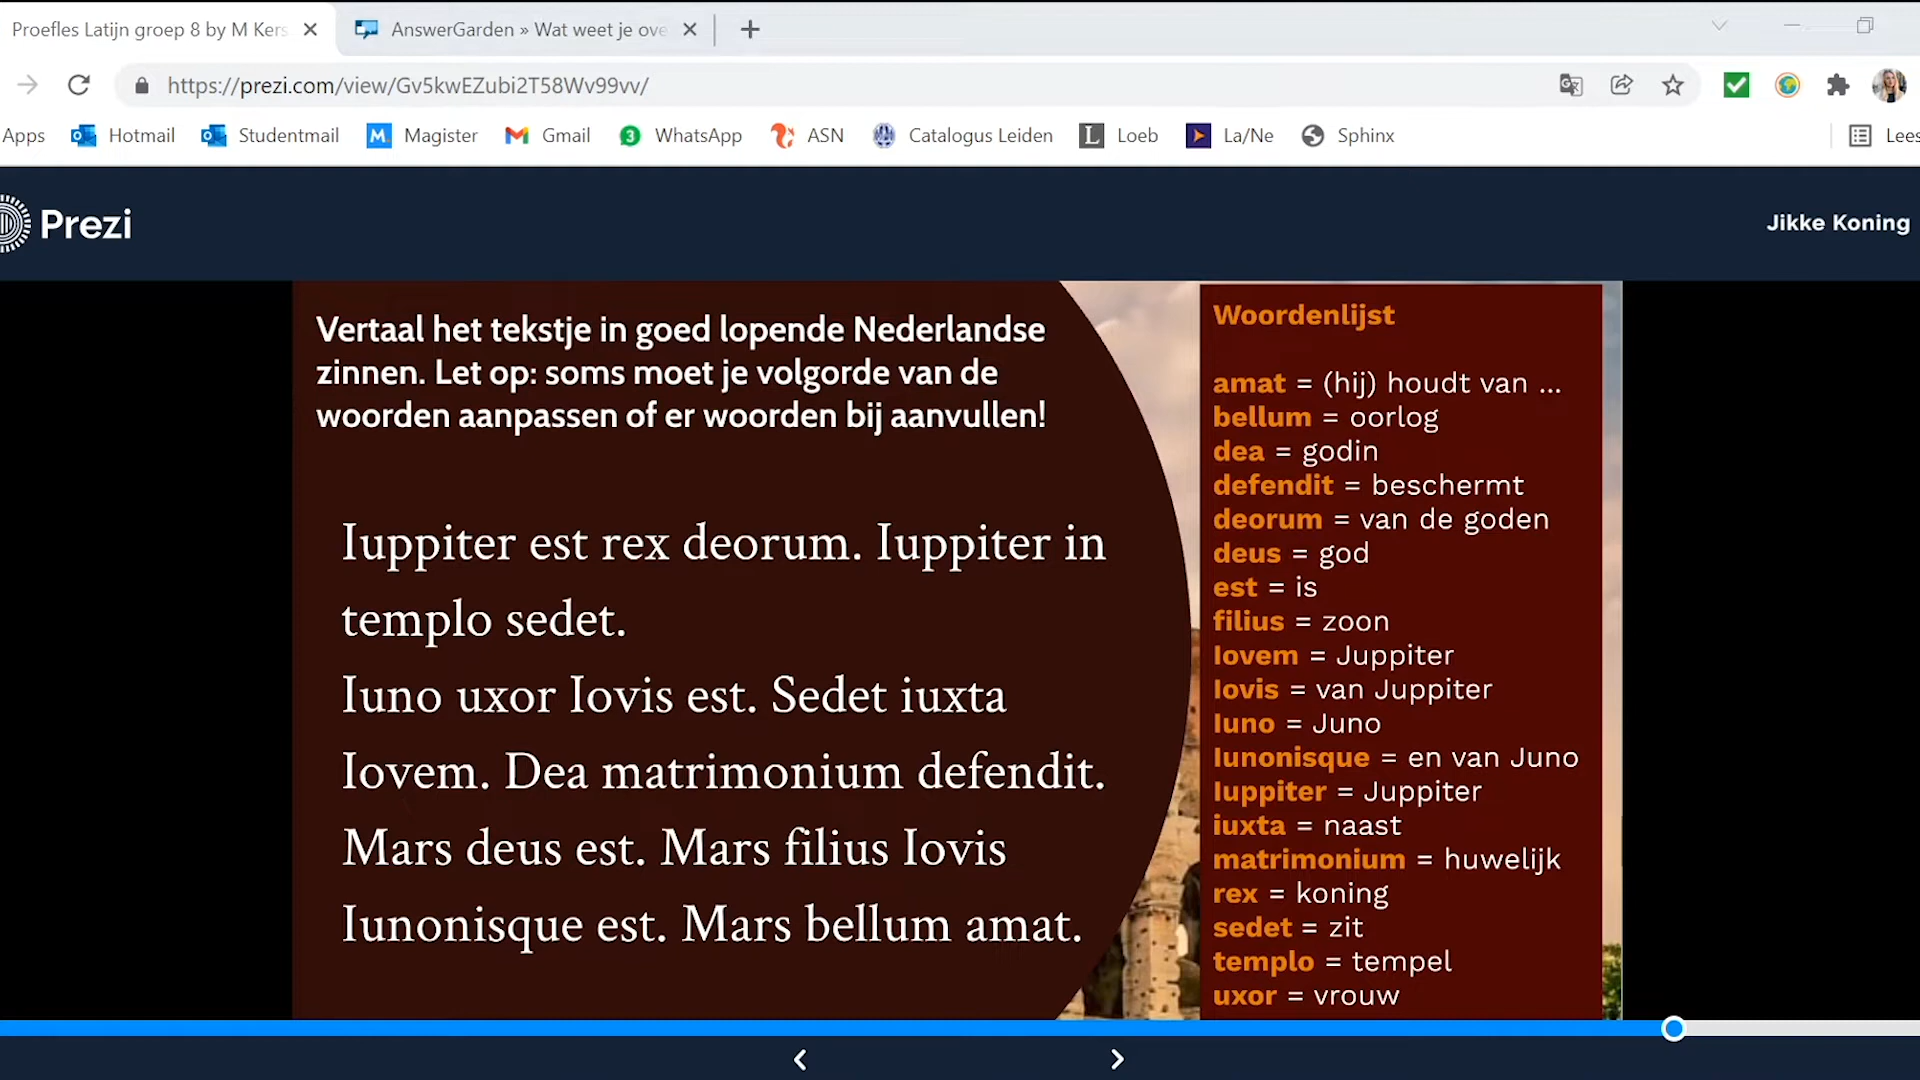 Proefles Latijn groep 8 by M Kers
AnswerGarden » Wat weet je ove
https://prezi.com/view/Gv5kwEZubi2T58Wv99vv/
Apps Hotmail Studentmail M. Magister Gmail 3 WhatsApp ASN Catalogus Leiden L Loeb La/Ne Sphinx Lees
Prezi
Jikke Koning
Vertaal het tekstje in goed lopende Nederlandse
zinnen. Let op: soms moet je volgorde van de
woorden aanpassen of er woorden bij aanvullen!
Iuppiter est rex deorum. Iuppiter in
templo sedet.
Iuno uxor Iovis est. Sedet iuxta
Iovem. Dea matrimonium defendit.
Mars deus est. Mars filius Iovis
Iunonisque est. Mars bellum amat.
Woordenlijst
amat = (hij) houdt van ...
bellum = oorlog
dea = godin
defendit = beschermt
deorum = van de goden
deus = god
est = is
filius = zoon
Iovem = Juppiter
Iovis = van Juppiter
Iuno = Juno
Iunonisque = en van Juno
Iuppiter = Juppiter
iuxta = naast
matrimonium = huwelijk
rex = koning
sedet = zit
templo = tempel
uxor = vrouw